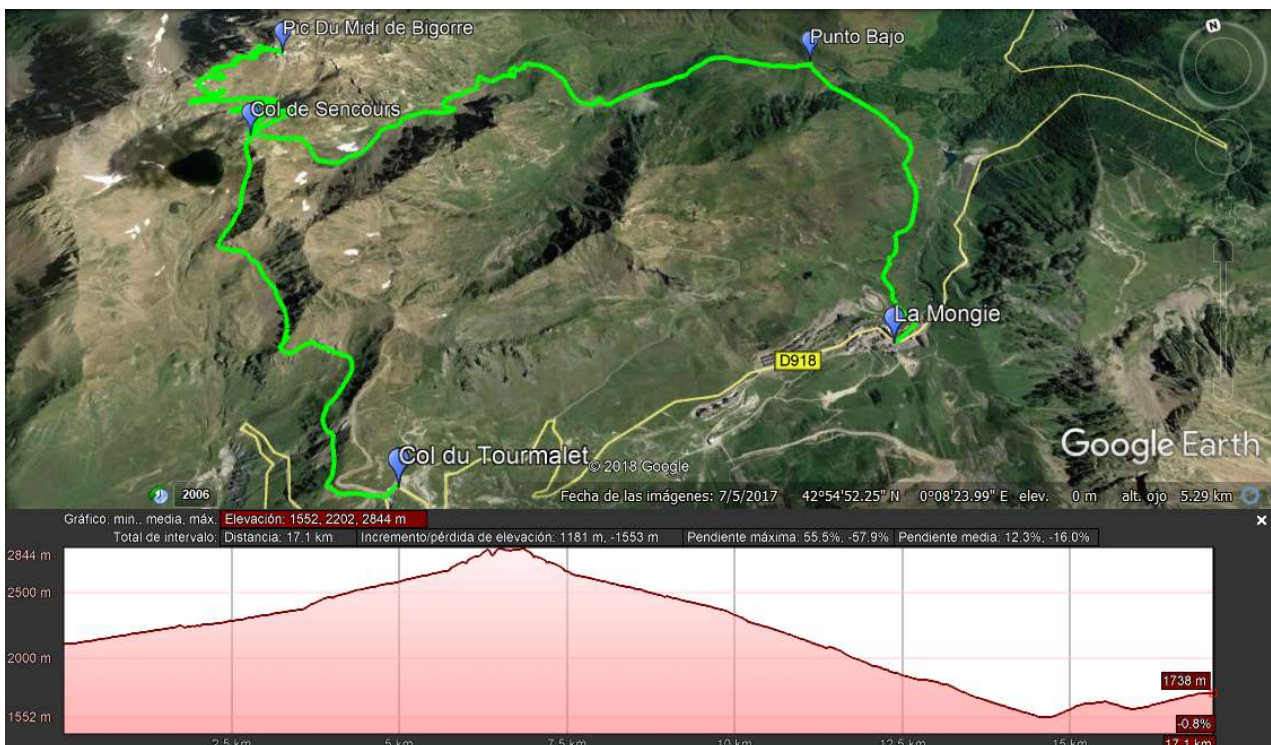 N
Pic Du Midi de Bigorre
Punto Bajo
Col de Sencours
La Mongie
D918
Col du Tourmalet
© 2018 Google
Google Earth
2006
Fecha de las imágenes: 7/5/2017 42°54'52.25" N 0°08'23.99" E elev. 0 m alt. ojo 5.29 km
Gráfico: min., media, máx. Elevación: 1552, 2202, 2844 m
Total de intervalo: Distancia: 17.1 km Incremento/pérdida de elevación: 1181 m, -1553 m Pendiente máxima: 55.5%, -57.9% Pendiente media: 12.3%, -16.0%
2844 m
2500 m
2000 m
1738 m
1552 m
-0.8%
2.5 km 5 km 7.5 km 10 km 12.5 km 15 km 17.1 km